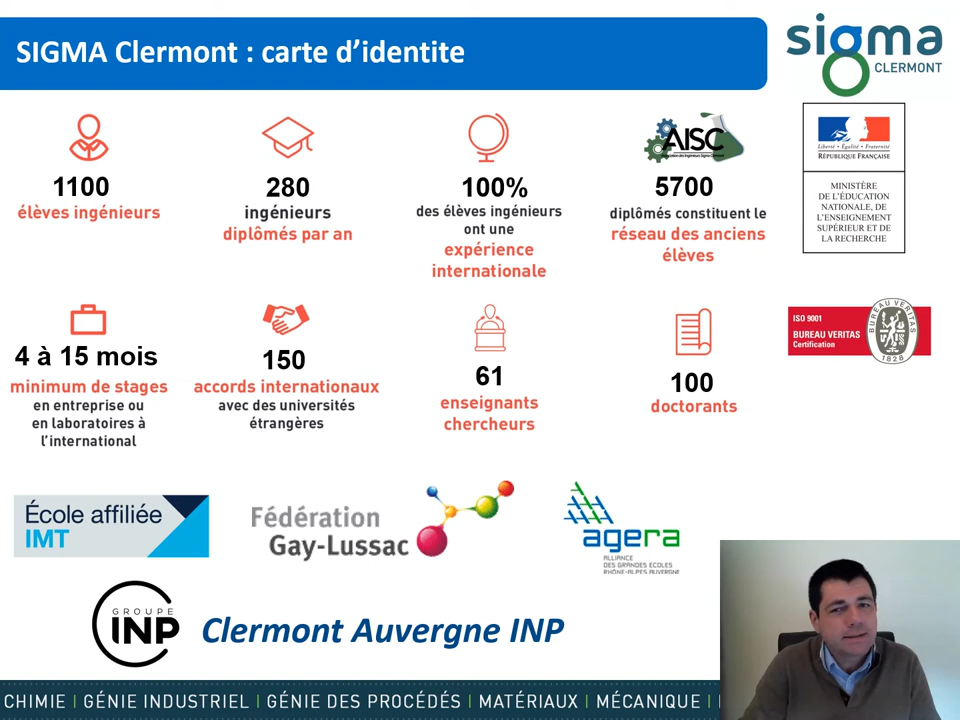 SIGMA Clermont : carte d’identite
sigma
CLERMONT
1100
élèves ingénieurs
280
ingénieurs
diplômés par an
100%
des élèves ingénieurs
ont une
expérience
internationale
AISC
Association des Ingénieurs Sigma Clermont
5700
diplômés constituent le
réseau des anciens
élèves
Liberté • Égalité • Fraternité
RÉPUBLIQUE FRANÇAISE
MINISTÈRE
DE L’ÉDUCATION
NATIONALE, DE
L’ENSEIGNEMENT
SUPÉRIEUR ET DE
LA RECHERCHE
4 à 15 mois
minimum de stages
en entreprise ou
en laboratoires à
l’international
150
accords internationaux
avec des universités
étrangères
61
enseignants
chercheurs
100
doctorants
ISO 9001
BUREAU VERITAS
Certification
BUREAU VERITAS
1828
École affiliée
IMT
Fédération
Gay-Lussac
agera
ALLIANCE
DES GRANDES ECOLES
RHÔNE-ALPES AUVERGNE
GROUPE
INP
Clermont Auvergne INP
CHIMIE | GÉNIE INDUSTRIEL | GÉNIE DES PROCÉDÉS | MATÉRIAUX | MÉCANIQUE |